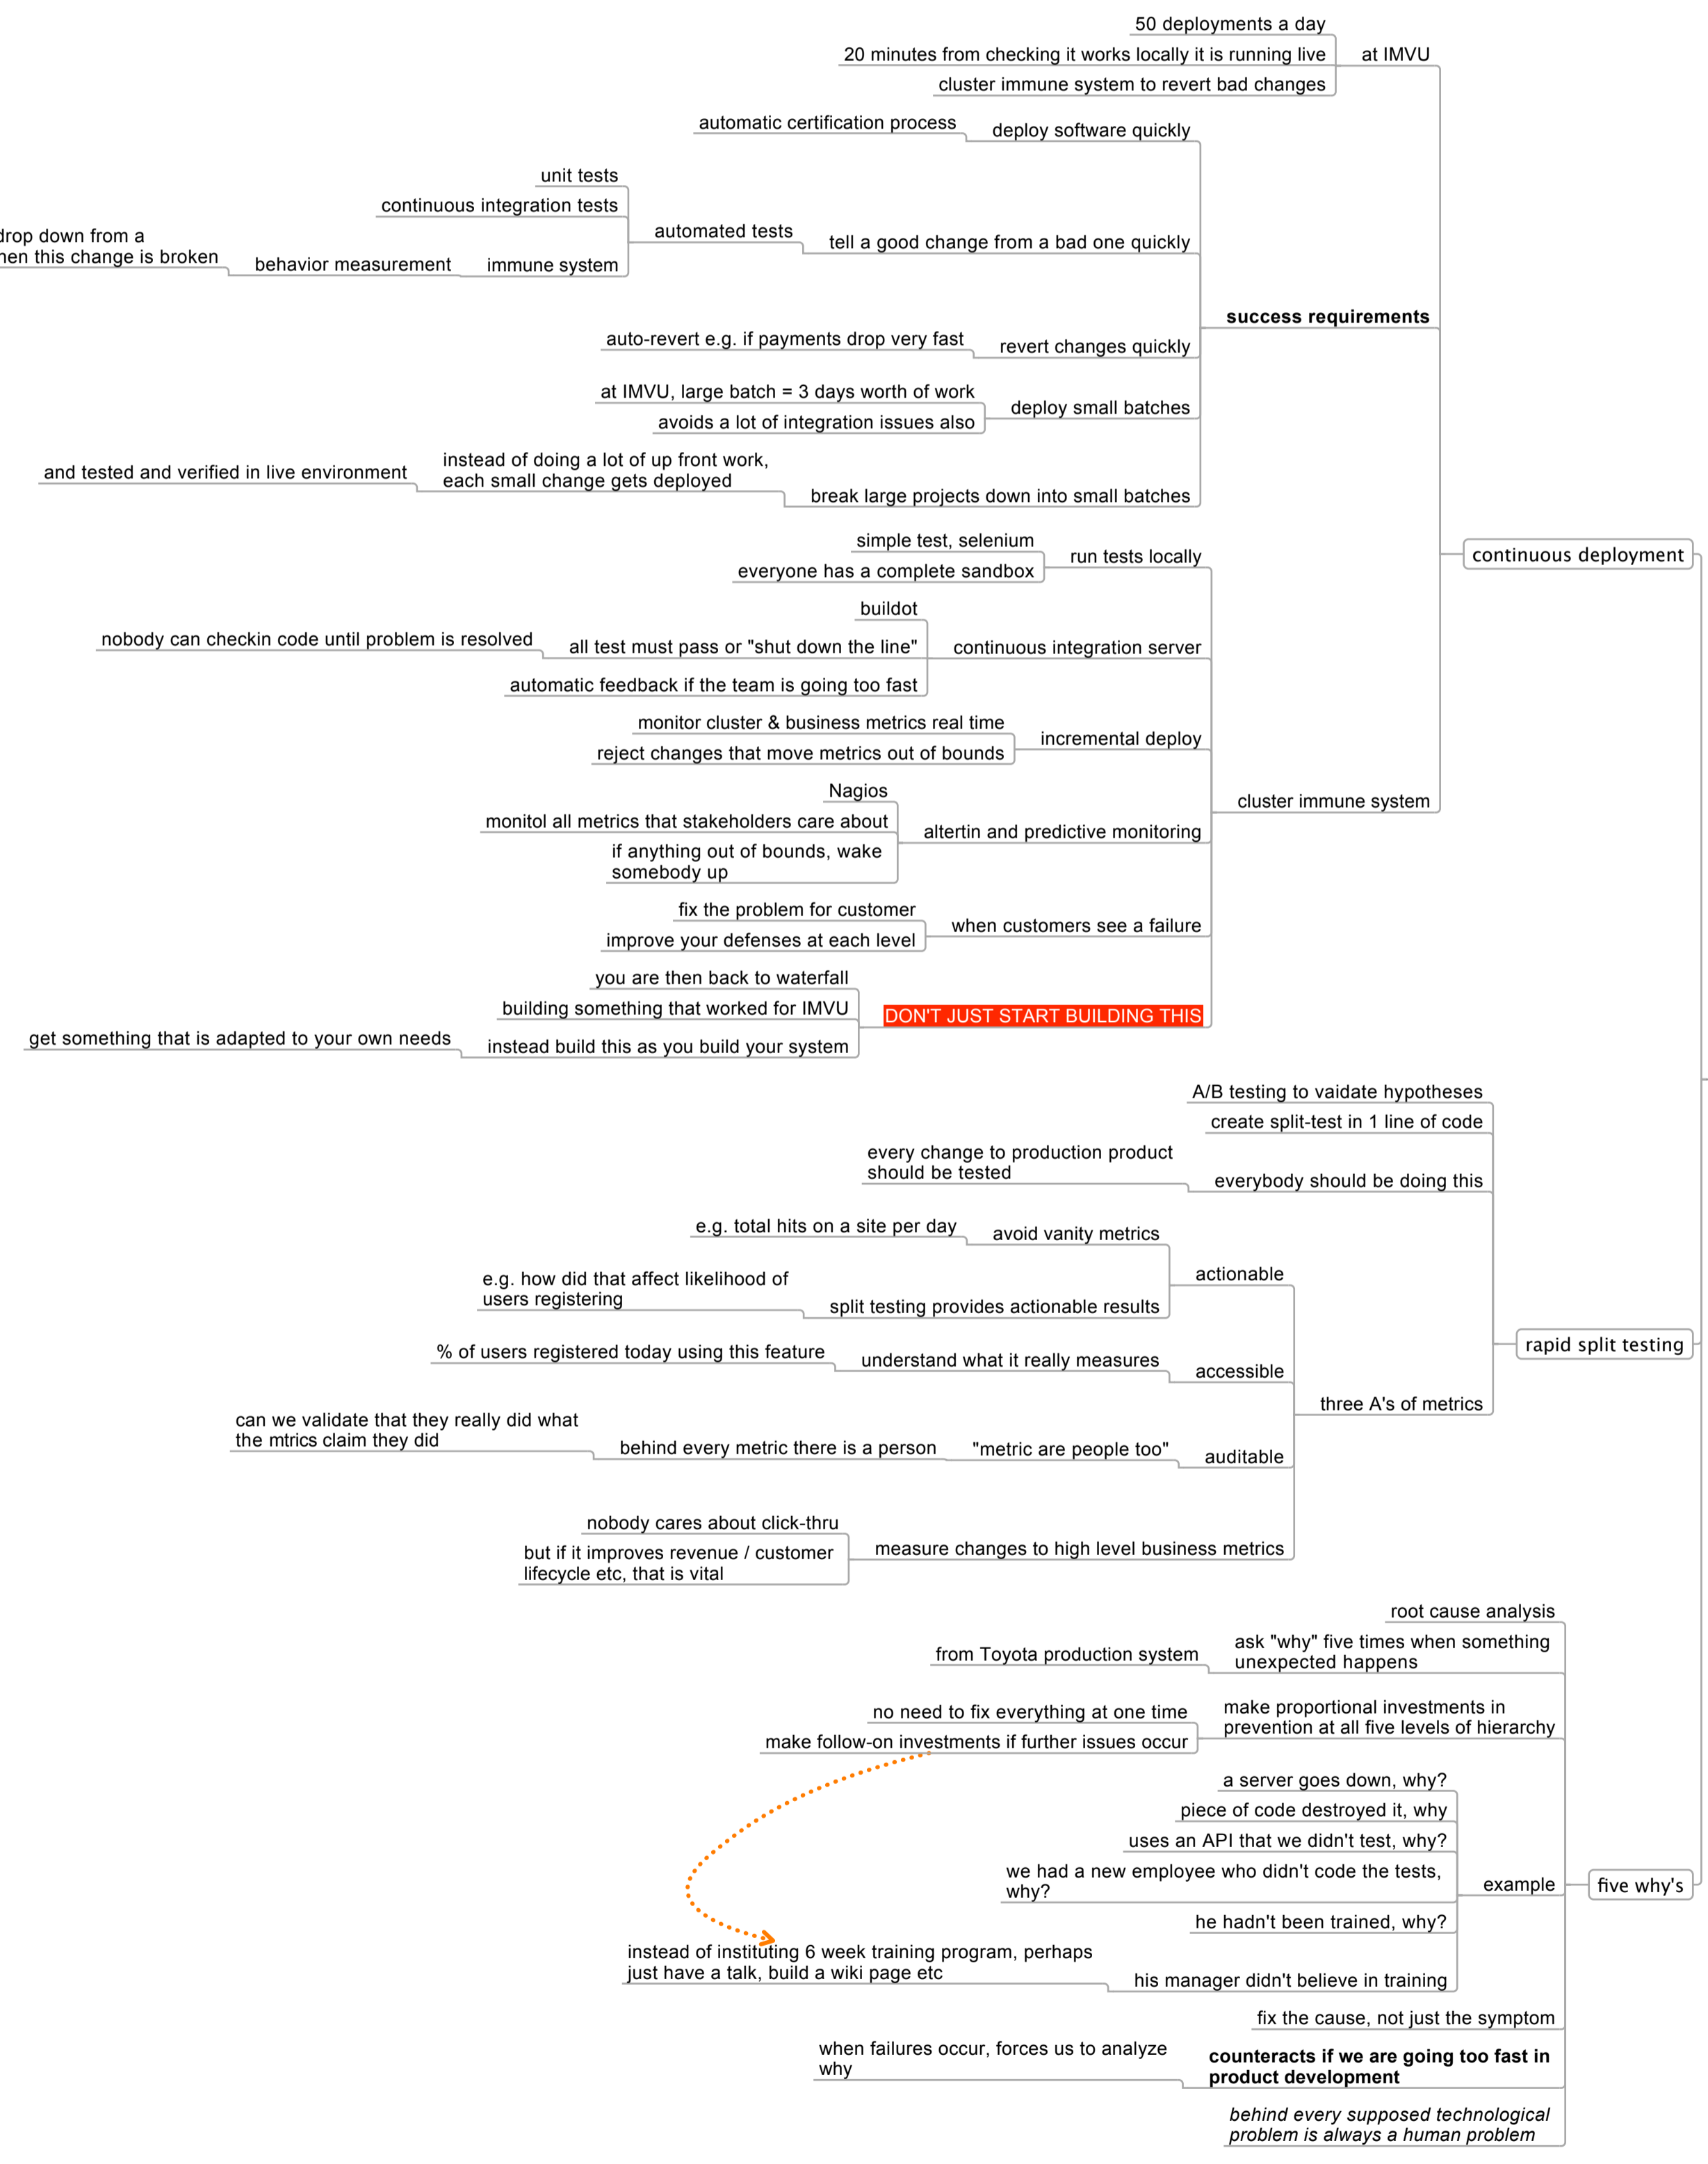 50 deployments a day
20 minutes from checking it works locally it is running live
at IMVU
cluster immune system to revert bad changes
automatic certification process
deploy software quickly
unit tests
continuous integration tests
automated tests
tell a good change from a bad one quickly
drop down from a
this change is broken
behavior measurement
immune system
success requirements
auto-revert e.g. if payments drop very fast
revert changes quickly
at IMVU, large batch = 3 days worth of work
avoids a lot of integration issues also
deploy small batches
and tested and verified in live environment
instead of doing a lot of up front work,
each small change gets deployed
break large projects down into small batches
continuous deployment
simple test, selenium
everyone has a complete sandbox
run tests locally
buildot
nobody can checkin code until problem is resolved
all test must pass or "shut down the line"
continuous integration server
automatic feedback if the team is going too fast
monitor cluster & business metrics real time
reject changes that move metrics out of bounds
incremental deploy
cluster immune system
Nagios
monitol all metrics that stakeholders care about
altertin and predictive monitoring
if anything out of bounds, wake
somebody up
fix the problem for customer
improve your defenses at each level
when customers see a failure
you are then back to waterfall
building something that worked for IMVU
DON'T JUST START BUILDING THIS
get something that is adapted to your own needs
instead build this as you build your system
A/B testing to vaidate hypotheses
create split-test in 1 line of code
every change to production product
should be tested
everybody should be doing this
e.g. total hits on a site per day
avoid vanity metrics
actionable
e.g. how did that affect likelihood of
users registering
split testing provides actionable results
rapid split testing
% of users registered today using this feature
understand what it really measures
accessible
three A's of metrics
can we validate that they really did what
the mtrics claim they did
behind every metric there is a person
"metric are people too"
auditable
nobody cares about click-thru
but if it improves revenue / customer
lifecycle etc, that is vital
measure changes to high level business metrics
root cause analysis
from Toyota production system
ask "why" five times when something
unexpected happens
no need to fix everything at one time
make follow-on investments if further issues occur
make proportional investments in
prevention at all five levels of hierarchy
a server goes down, why?
piece of code destroyed it, why
uses an API that we didn't test, why?
we had a new employee who didn't code the tests,
why?
example
five why's
he hadn't been trained, why?
instead of instituting 6 week training program, perhaps
just have a talk, build a wiki page etc
his manager didn't believe in training
fix the cause, not just the symptom
when failures occur, forces us to analyze
why
counteracts if we are going too fast in
product development
behind every supposed technological
problem is always a human problem